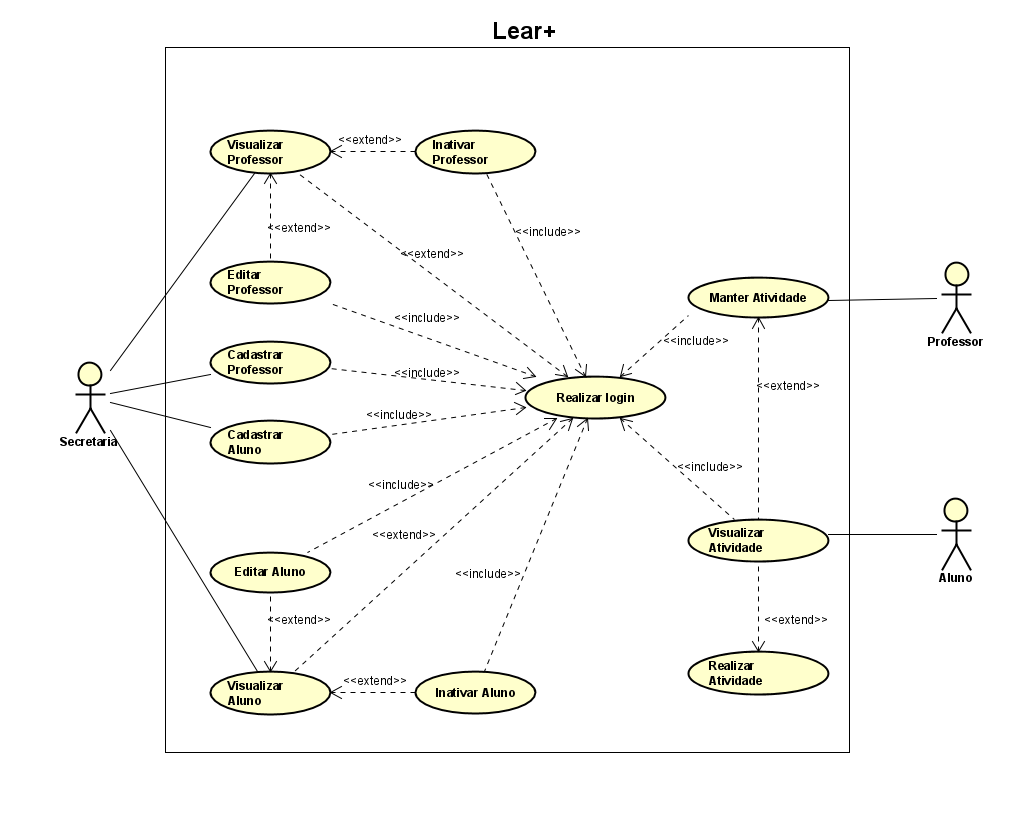 Lear+
Visualizar
Professor
<<extend>>
Inativar
Professor
<<extend>>
<<extend>>
<<include>>
Editar
Professor
<<include>>
Manter Atividade
Professor
<<include>>
Cadastrar
Professor
<<include>>
Secretaria
Realizar login
<<extend>>
Cadastrar
Aluno
<<include>>
<<include>>
<<include>>
<<extend>>
Visualizar
Atividade
Aluno
Editar Aluno
<<include>>
<<extend>>
<<extend>>
Visualizar
Aluno
<<extend>>
Inativar Aluno
Realizar
Atividade